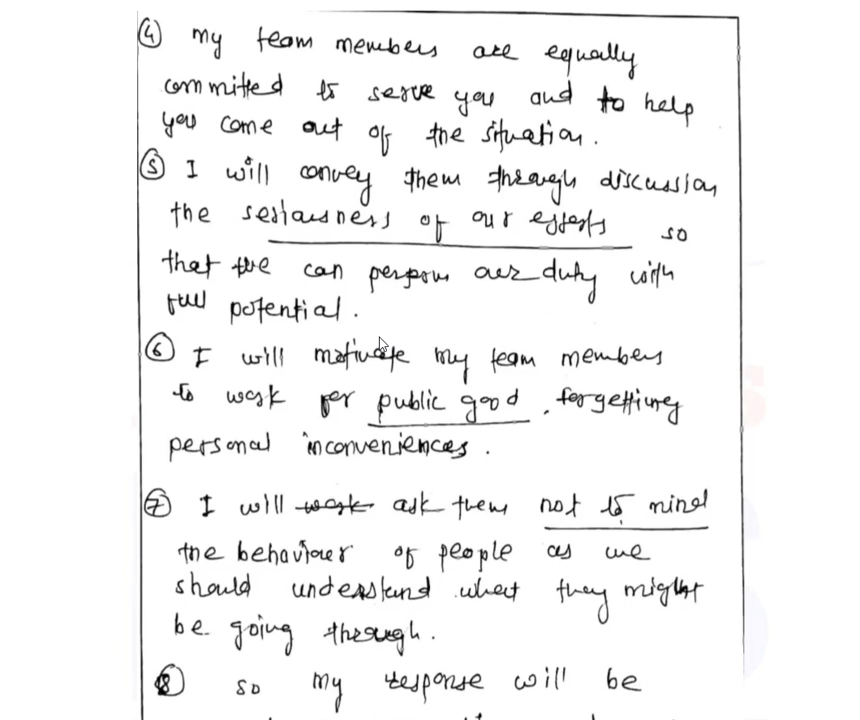 ④ My team members are equally
committed to serve you and to help
you come out of the situation.
⑤ I will convey them through discussion
the seriousness of our efforts so
that we can perform our duty with
full potential.
⑥ I will motivate my team members
to work for public good, forgetting
personal inconveniences.
⑦ I will work ask them not to mind
the behaviour of people as we
should understand what they might
be going through.
⑧ so my response will be